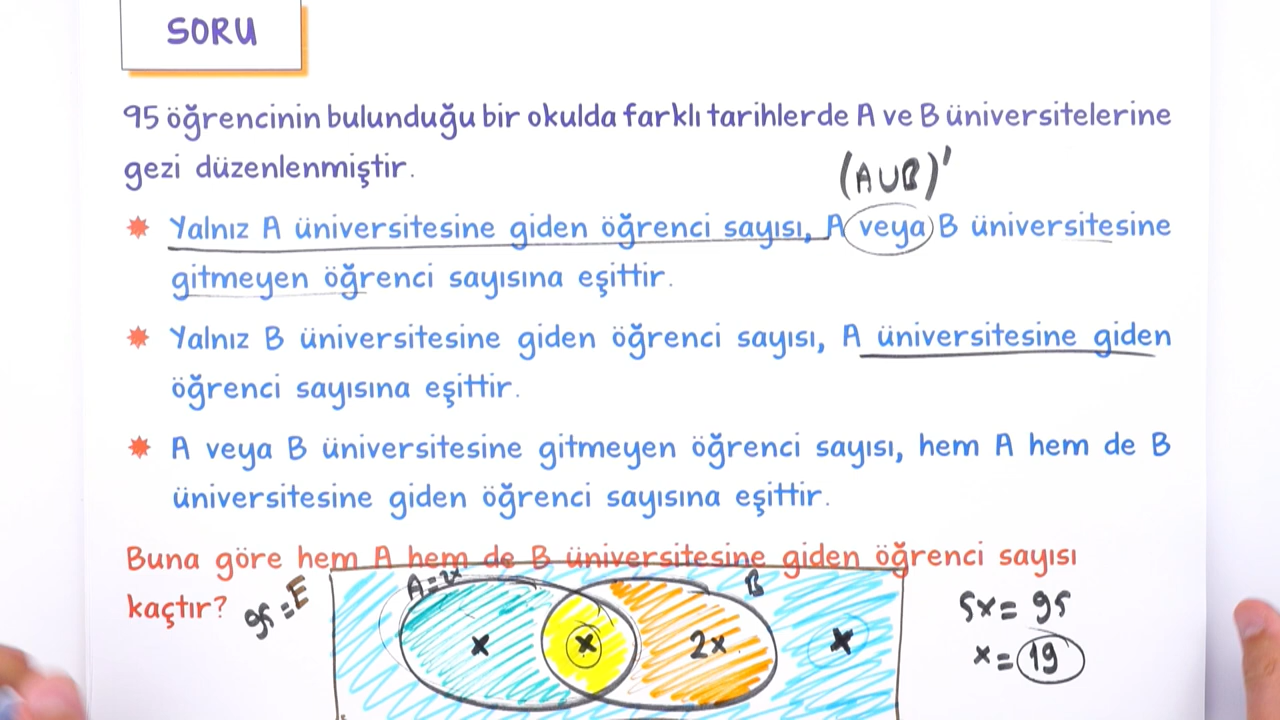 SORU
95 öğrencinin bulunduğu bir okulda farklı tarihlerde A ve B üniversitelerine
gezi düzenlenmiştir.
(A∪B)'
Yalnız A üniversitesine giden öğrenci sayısı, A veya B üniversitesine
gitmeyen öğrenci sayısına eşittir.
Yalnız B üniversitesine giden öğrenci sayısı, A üniversitesine giden
öğrenci sayısına eşittir.
A veya B üniversitesine gitmeyen öğrenci sayısı, hem A hem de B
üniversitesine giden öğrenci sayısına eşittir.
Buna göre hem A hem de B üniversitesine giden öğrenci sayısı
kaçtır?
95=E
A=2x
B
x x 2x x
5x=95
x=19